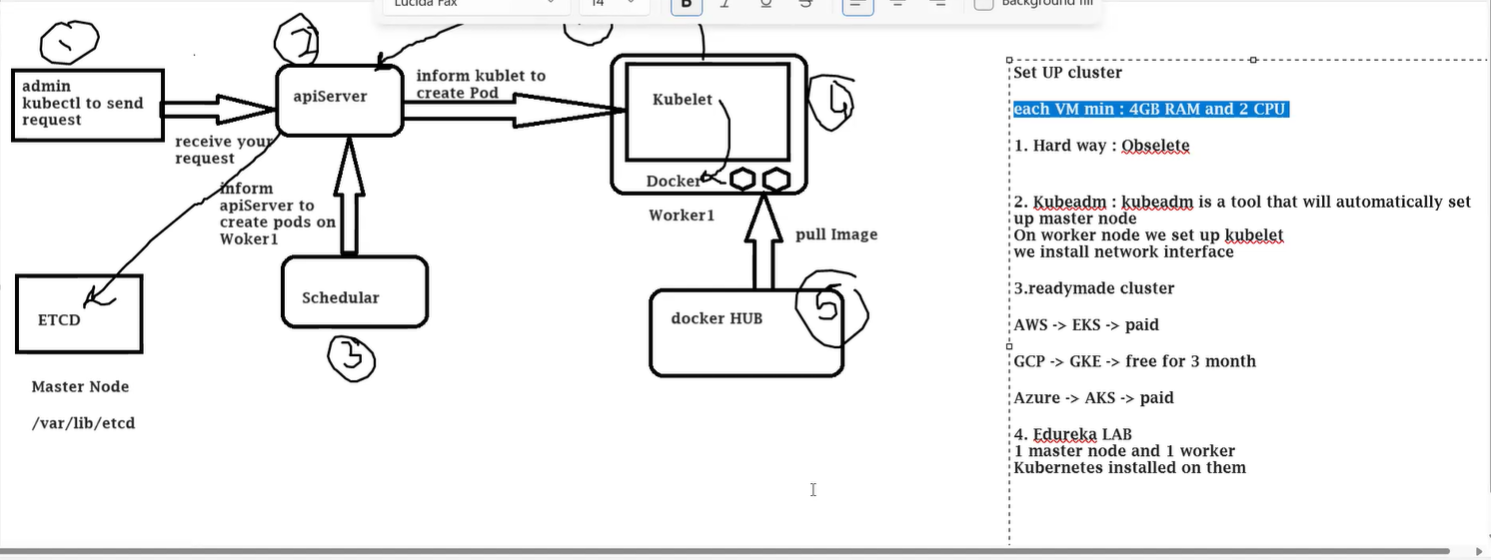 Lucida Fax
14
B
I
U
S
Background fill
1
2
admin
kubectl to send
request
apiServer
inform kublet to
create Pod
Kubelet
4
receive your
request
Docker
Worker1
inform
apiServer to
create pods on
Woker1
pull Image
Schedular
3
docker HUB
5
ETCD
Master Node
/var/lib/etcd
Set UP cluster
each VM min : 4GB RAM and 2 CPU
1. Hard way : Obselete
2. Kubeadm : kubeadm is a tool that will automatically set
up master node
On worker node we set up kubelet
we install network interface
3.readymade cluster
AWS -> EKS -> paid
GCP -> GKE -> free for 3 month
Azure -> AKS -> paid
4. Edureka LAB
1 master node and 1 worker
Kubernetes installed on them